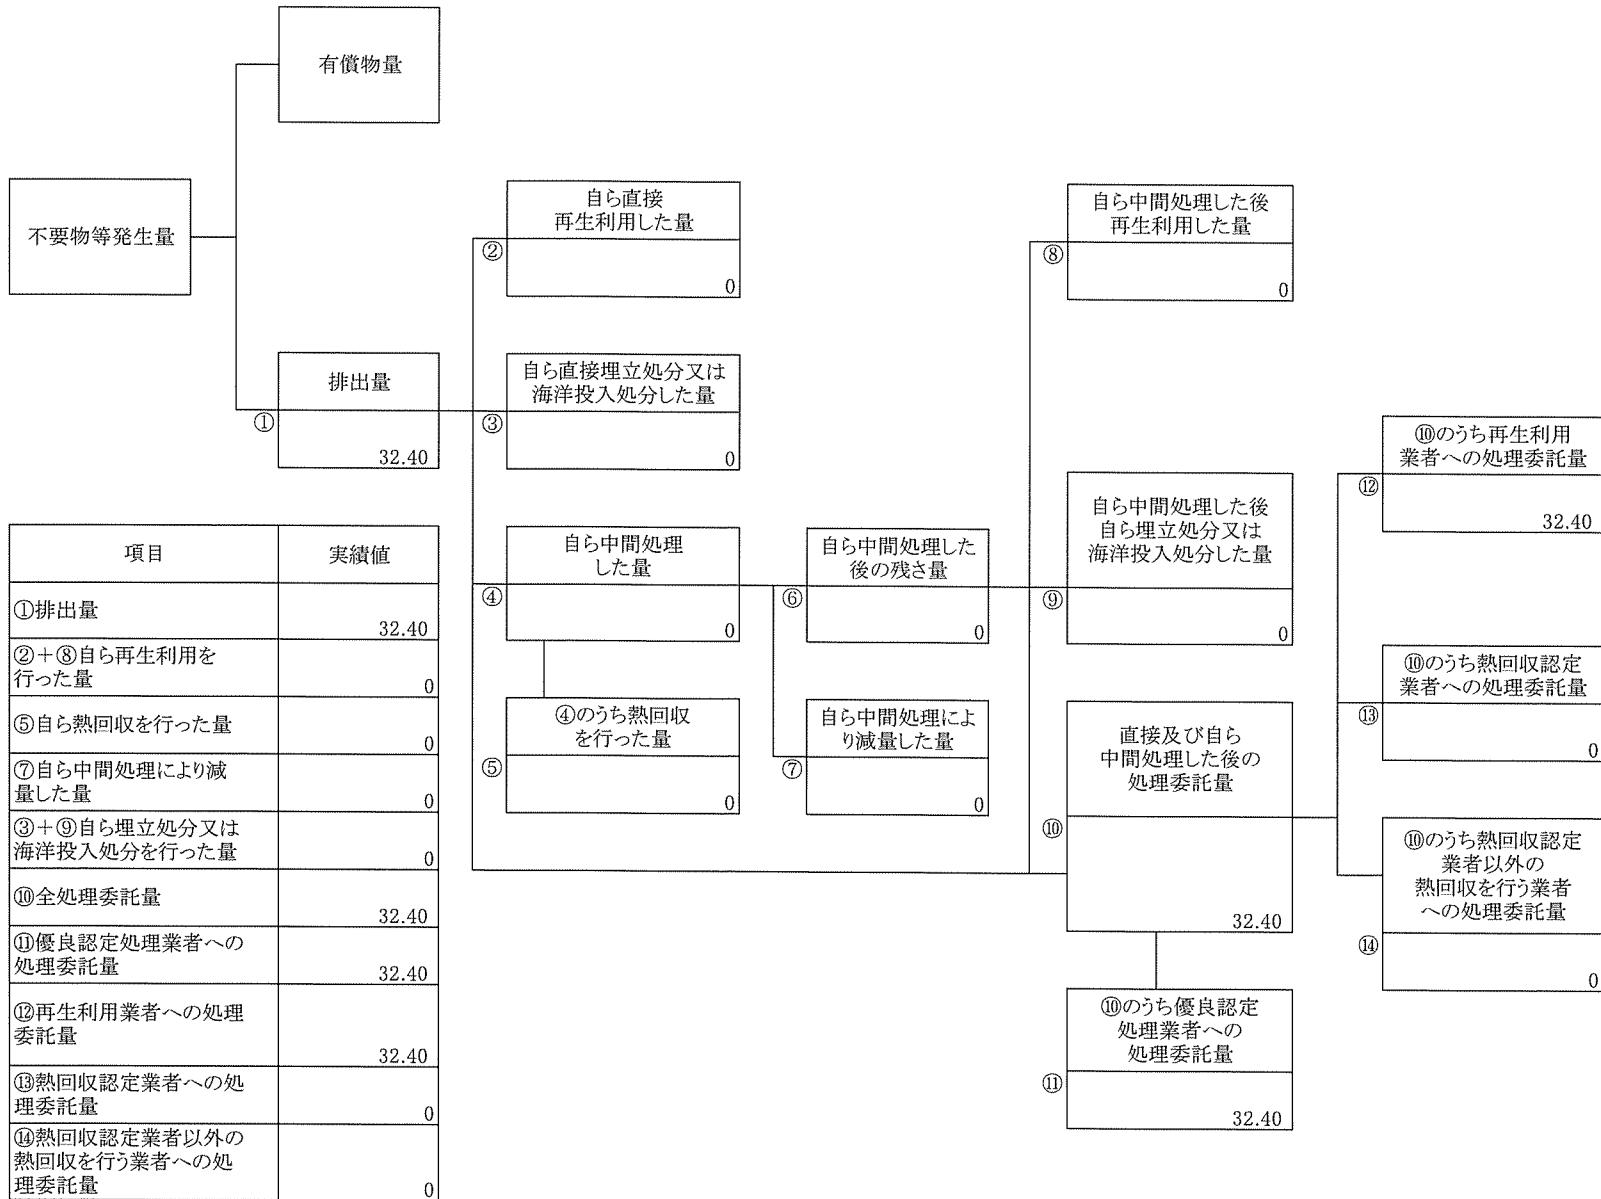 有償物量
不要物等発生量
排出量
①
32.40
自ら直接
再生利用した量
②
0
自ら直接埋立処分又は
海洋投入処分した量
③
0
自ら中間処理
した量
④
0
④のうち熱回収
を行った量
⑤
0
自ら中間処理した
後の残さ量
⑥
0
自ら中間処理によ
り減量した量
⑦
0
自ら中間処理した後
再生利用した量
⑧
0
自ら中間処理した後
自ら埋立処分又は
海洋投入処分した量
⑨
0
直接及び自ら
中間処理した後の
処理委託量
⑩
32.40
⑩のうち優良認定
処理業者への
処理委託量
⑪
32.40
⑩のうち再生利用
業者への処理委託量
⑫
32.40
⑩のうち熱回収認定
業者への処理委託量
⑬
0
⑩のうち熱回収認定
業者以外の
熱回収を行う業者
への処理委託量
⑭
0
項目 実績値
①排出量
32.40
②+⑧自ら再生利用を
行った量
0
⑤自ら熱回収を行った量
0
⑦自ら中間処理により減
量した量
0
③+⑨自ら埋立処分又は
海洋投入処分を行った量
0
⑩全処理委託量
32.40
⑪優良認定処理業者への
処理委託量
32.40
⑫再生利用業者への処理
委託量
32.40
⑬熱回収認定業者への処
理委託量
0
⑭熱回収認定業者以外の
熱回収を行う業者への処
理委託量
0